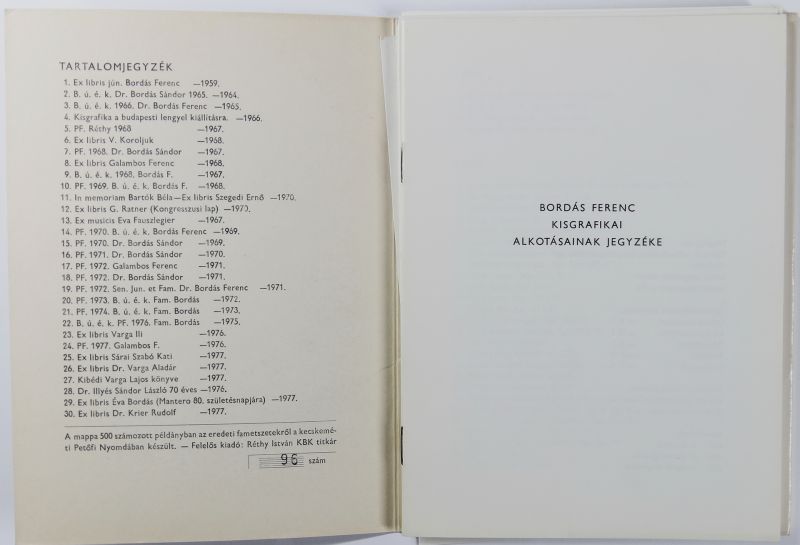 TARTALOMJEGYZÉK
1. Ex libris jún. Bordás Ferenc —1959.
2. B. ú. é. k. Dr. Bordás Sándor 1965. —1964.
3. B. ú. é. k. 1966. Dr. Bordás Ferenc —1965.
4. Kisgrafika a budapesti lengyel kiállításra. —1966.
5. PF. Réthy 1968 —1967.
6. Ex libris V. Koroljuk —1968.
7. PF. 1968. Dr. Bordás Sándor —1967.
8. Ex libris Galambos Ferenc —1968.
9. B. ú. é k. 1968. Bordás F. —1967.
10. PF. 1969. B. ú. é. k. Bordás F. —1968.
11. In memoriam Bartók Béla—Ex libris Szegedi Ernő —1970.
12. Ex libris G. Ratner (Kongresszusi lap) —1970.
13. Ex musicis Eva Fauszlegier —1967.
14. PF. 1970. B. ú. é. k. Bordás Ferenc —1969.
15. PF. 1970. Dr. Bordás Sándor —1969.
16. PF. 1971. Dr. Bordás Sándor —1970.
17. PF. 1972. Galambos Ferenc —1971.
18. PF. 1972. Dr. Bordás Sándor —1971.
19. PF. 1972. Sen. Jun. et Fam. Dr. Bordás Ferenc —1971.
20. PF. 1973. B. ú. é. k. Fam. Bordás —1972.
21. PF. 1974. B. ú. é. k. Fam. Bordás —1973.
22. B. ú. é. k. PF. 1976. Fam. Bordás —1975.
23. Ex libris Varga Ili —1976.
24. PF. 1977. Galambos F. —1976.
25. Ex libris Sárai Szabó Kati —1977.
26. Ex libris Dr. Varga Aladár —1977.
27. Kibédi Varga Lajos könyve —1977.
28. Dr. Illyés Sándor László 70 éves —1976.
29. Ex libris Éva Bordás (Mantero 80. születésnapjára) —1977.
30. Ex libris Dr. Krier Rudolf —1977.
A mappa 500 számozott példányban az eredeti fametszetekről a kecskemé-
ti Petőfi Nyomdában készült. — Felelős kiadó: Réthy István KBK titkár
96 szám
BORDÁS FERENC
KISGRAFIKAI
ALKOTÁSAINAK JEGYZÉKE